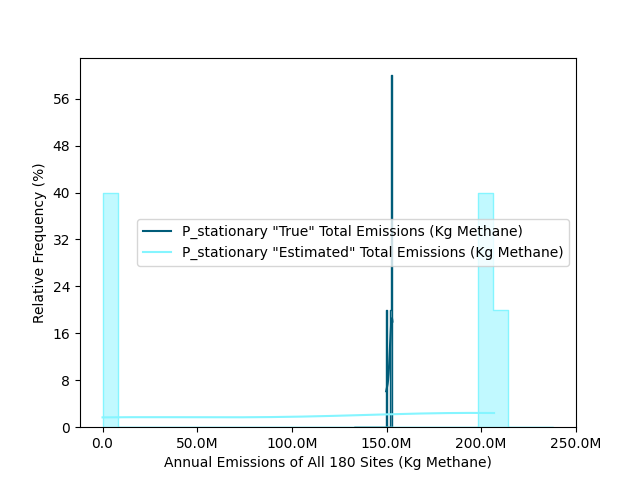 56
48
40
32
24
16
8
0
Relative Frequency (%)
P_stationary "True" Total Emissions (Kg Methane)
P_stationary "Estimated" Total Emissions (Kg Methane)
0.0 50.0M 100.0M 150.0M 200.0M 250.0M
Annual Emissions of All 180 Sites (Kg Methane)